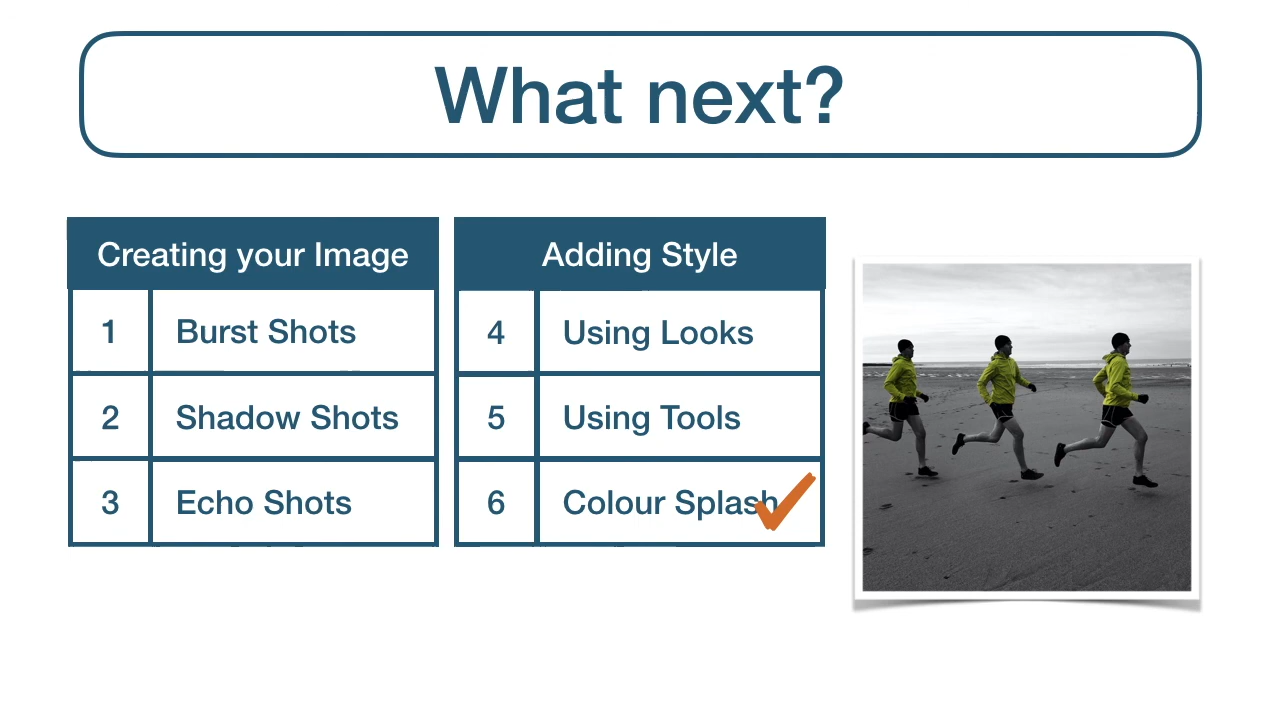 What next?
Creating your Image
1 Burst Shots
2 Shadow Shots
3 Echo Shots
Adding Style
4 Using Looks
5 Using Tools
6 Colour Splash